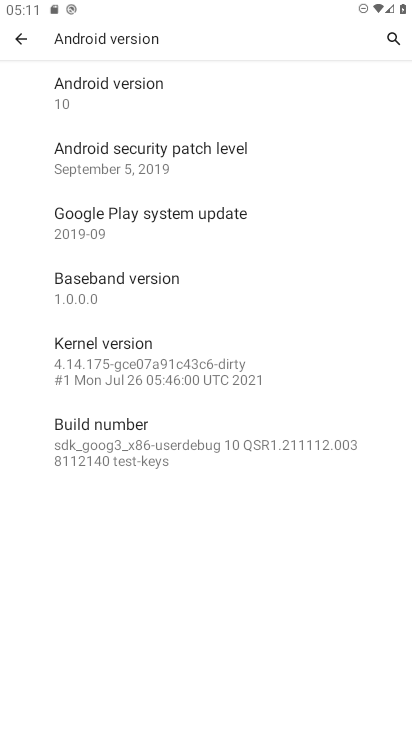 05:11
Android version
Android version
10
Android security patch level
September 5, 2019
Google Play system update
2019-09
Baseband version
1.0.0.0
Kernel version
4.14.175-gce07a91c43c6-dirty
#1 Mon Jul 26 05:46:00 UTC 2021
Build number
sdk_goog3_x86-userdebug 10 QSR1.211112.003
8112140 test-keys